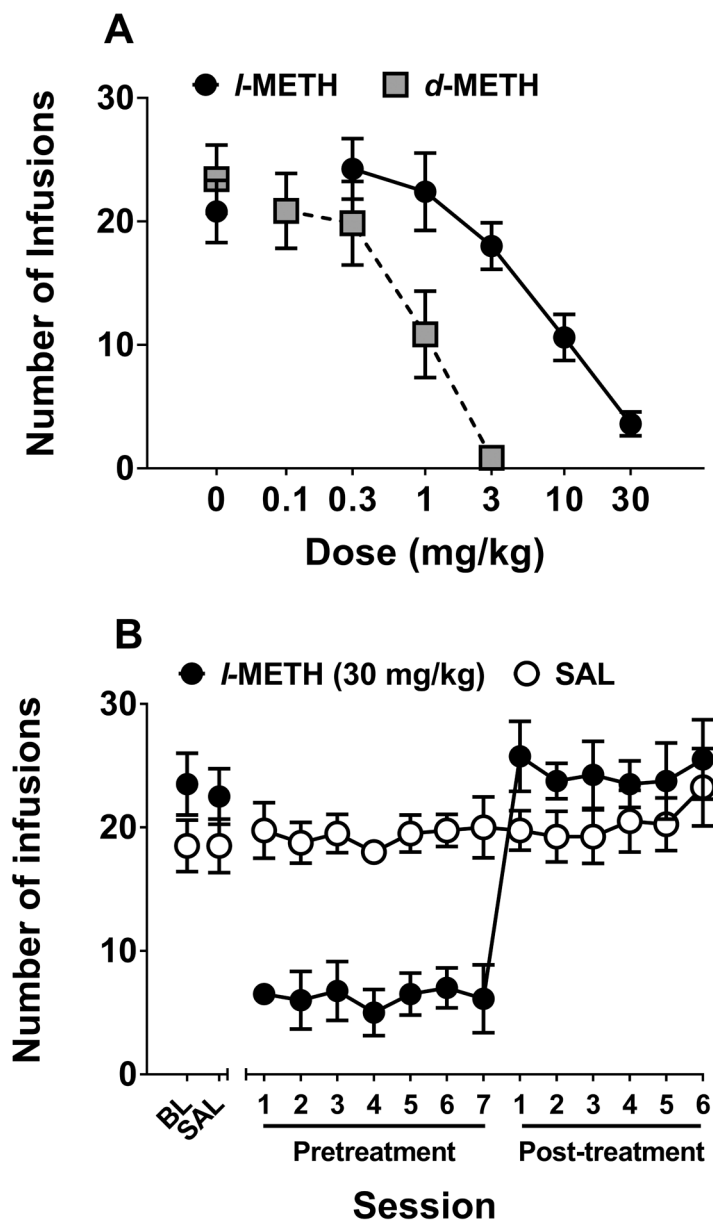 A
l-METH d-METH
Number of Infusions
30
20
10
0
0 0.1 0.3 1 3 10 30
Dose (mg/kg)
B
l-METH (30 mg/kg) SAL
Number of infusions
30
20
10
0
BL SAL 1 2 3 4 5 6 7 1 2 3 4 5 6
Pretreatment Post-treatment
Session